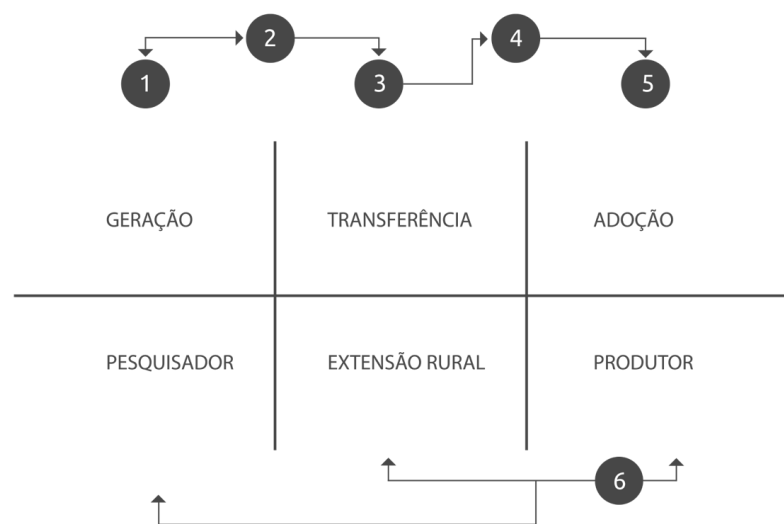 2
4
1
3
5
GERAÇÃO
TRANSFERÊNCIA
ADOÇÃO
PESQUISADOR
EXTENSÃO RURAL
PRODUTOR
6